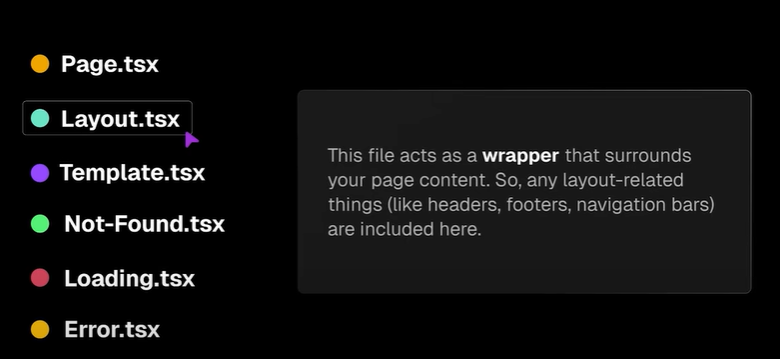 Page.tsx
Layout.tsx
Template.tsx
Not-Found.tsx
Loading.tsx
Error.tsx
This file acts as a wrapper that surrounds
your page content. So, any layout-related
things (like headers, footers, navigation bars)
are included here.